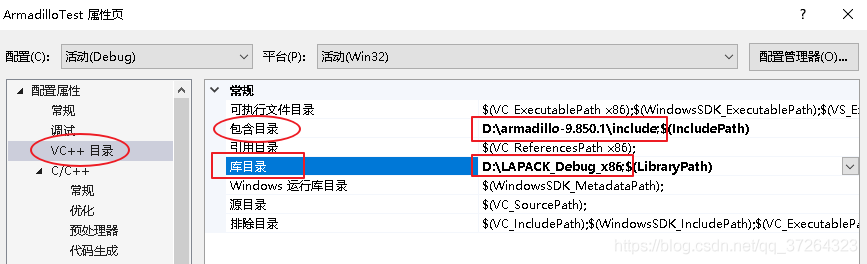 ArmadilloTest 属性页
? ×
配置(C): 活动(Debug) 平台(P): 活动(Win32) 配置管理器(O)...
配置属性
常规
调试
VC++ 目录
C/C++
常规
优化
预处理器
代码生成
常规
可执行文件目录 $(VC_ExecutablePath_x86);$(WindowsSDK_ExecutablePath);$(VS_E
包含目录 D:\armadillo-9.850.1\include;$(IncludePath)
引用目录 $(VC_ReferencesPath_x86);
库目录 D:\LAPACK_Debug_x86;$(LibraryPath)
Windows 运行库目录 $(WindowsSDK_MetadataPath);
源目录 $(VC_SourcePath);
排除目录 $(VC_IncludePath);$(WindowsSDK_IncludePath);$(VC_ExecutablePa
https://blog.csdn.net/qq_37264323